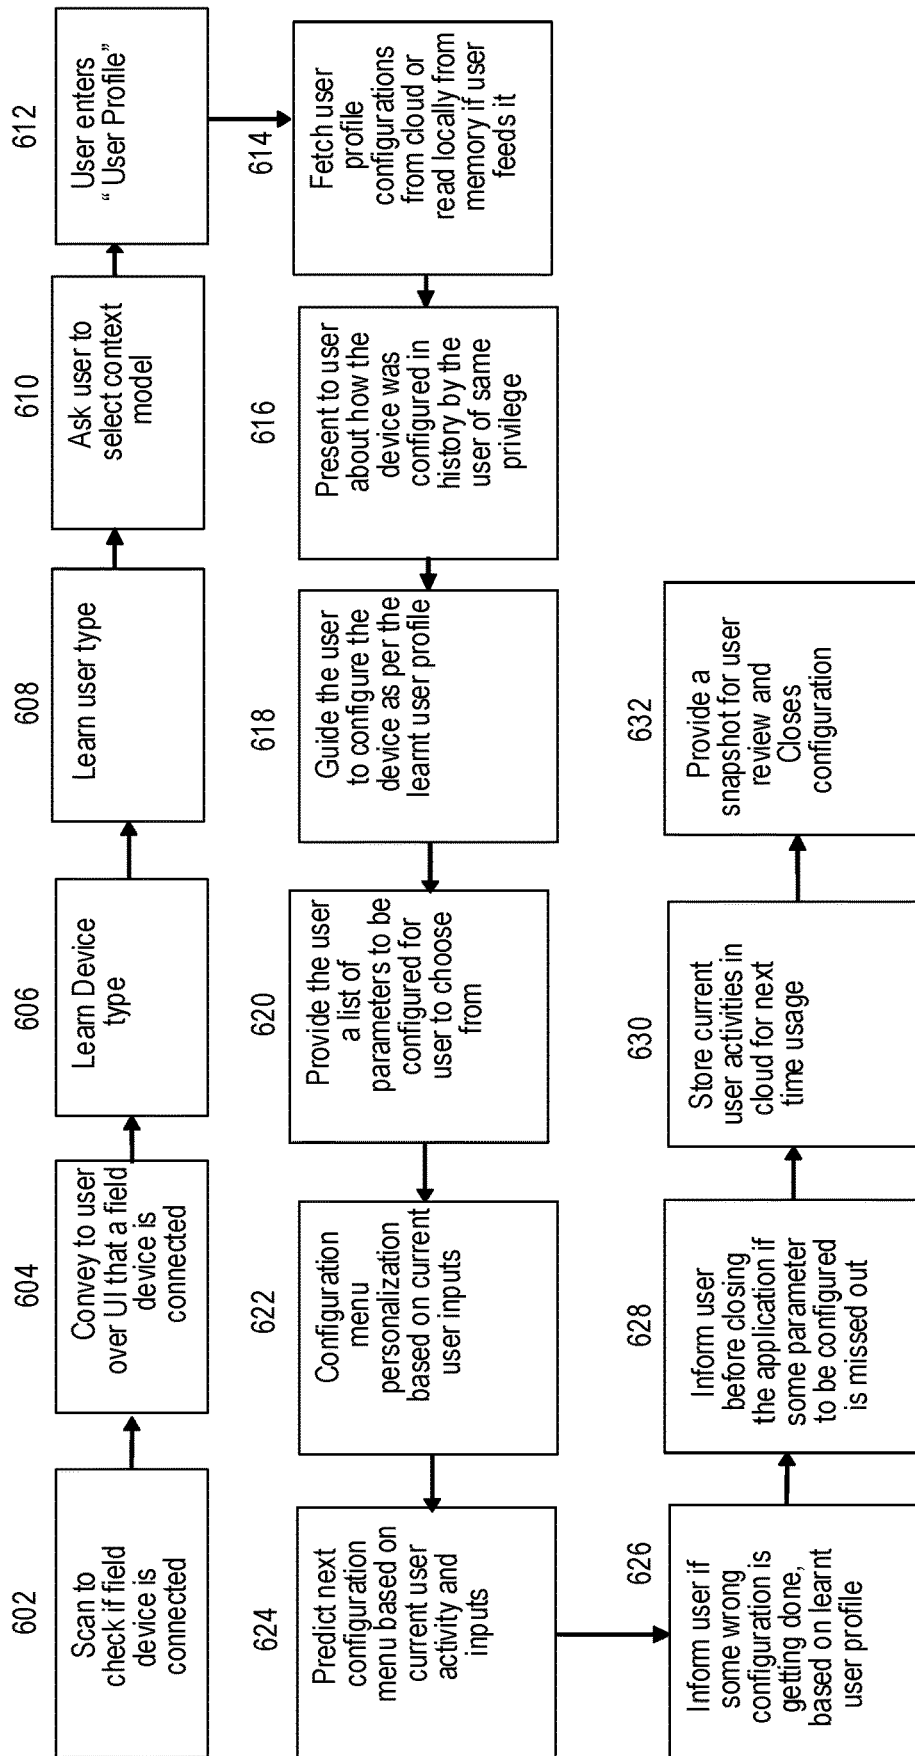 602
Scan to
check if field
device is
connected
604
Convey to user
over UI that a field
device is
connected
606
Learn Device
type
608
Learn user type
610
Ask user to
select context
model
612
User enters
“ User Profile”
614
Fetch user
profile
configurations
from cloud or
read locally from
memory if user
feeds it
616
Present to user
about how the
device was
configured in
history by the
user of same
privilege
618
Guide the user
to configure the
device as per the
learnt user profile
620
Provide the user
a list of
parameters to be
configured for
user to choose
from
622
Configuration
menu
personalization
based on current
user inputs
624
Predict next
configuration
menu based on
current user
activity and
inputs
626
Inform user if
some wrong
configuration is
getting done,
based on learnt
user profile
628
Inform user
before closing
the application if
some parameter
to be configured
is missed out
630
Store current
user activities in
cloud for next
time usage
632
Provide a
snapshot for user
review and
Closes
configuration